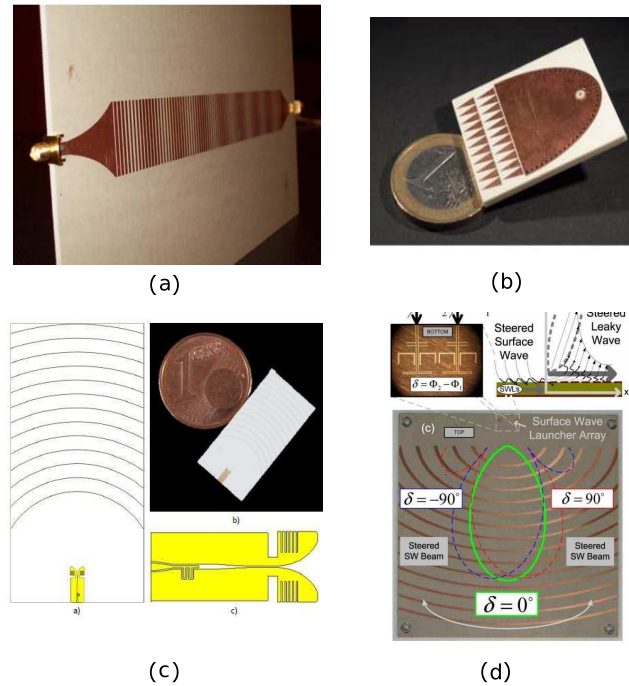 (a)
(b)
BOTTOM
δ = Φ₂ − Φ₁
Steered
Surface
Wave
SWLs
Steered
Leaky
Wave
x
(c)
TOP
Surface Wave
Launcher Array
δ = −90°
δ = 90°
Steered
SW Beam
Steered
SW Beam
δ = 0°
1
b)
a)
c)
(c)
(d)